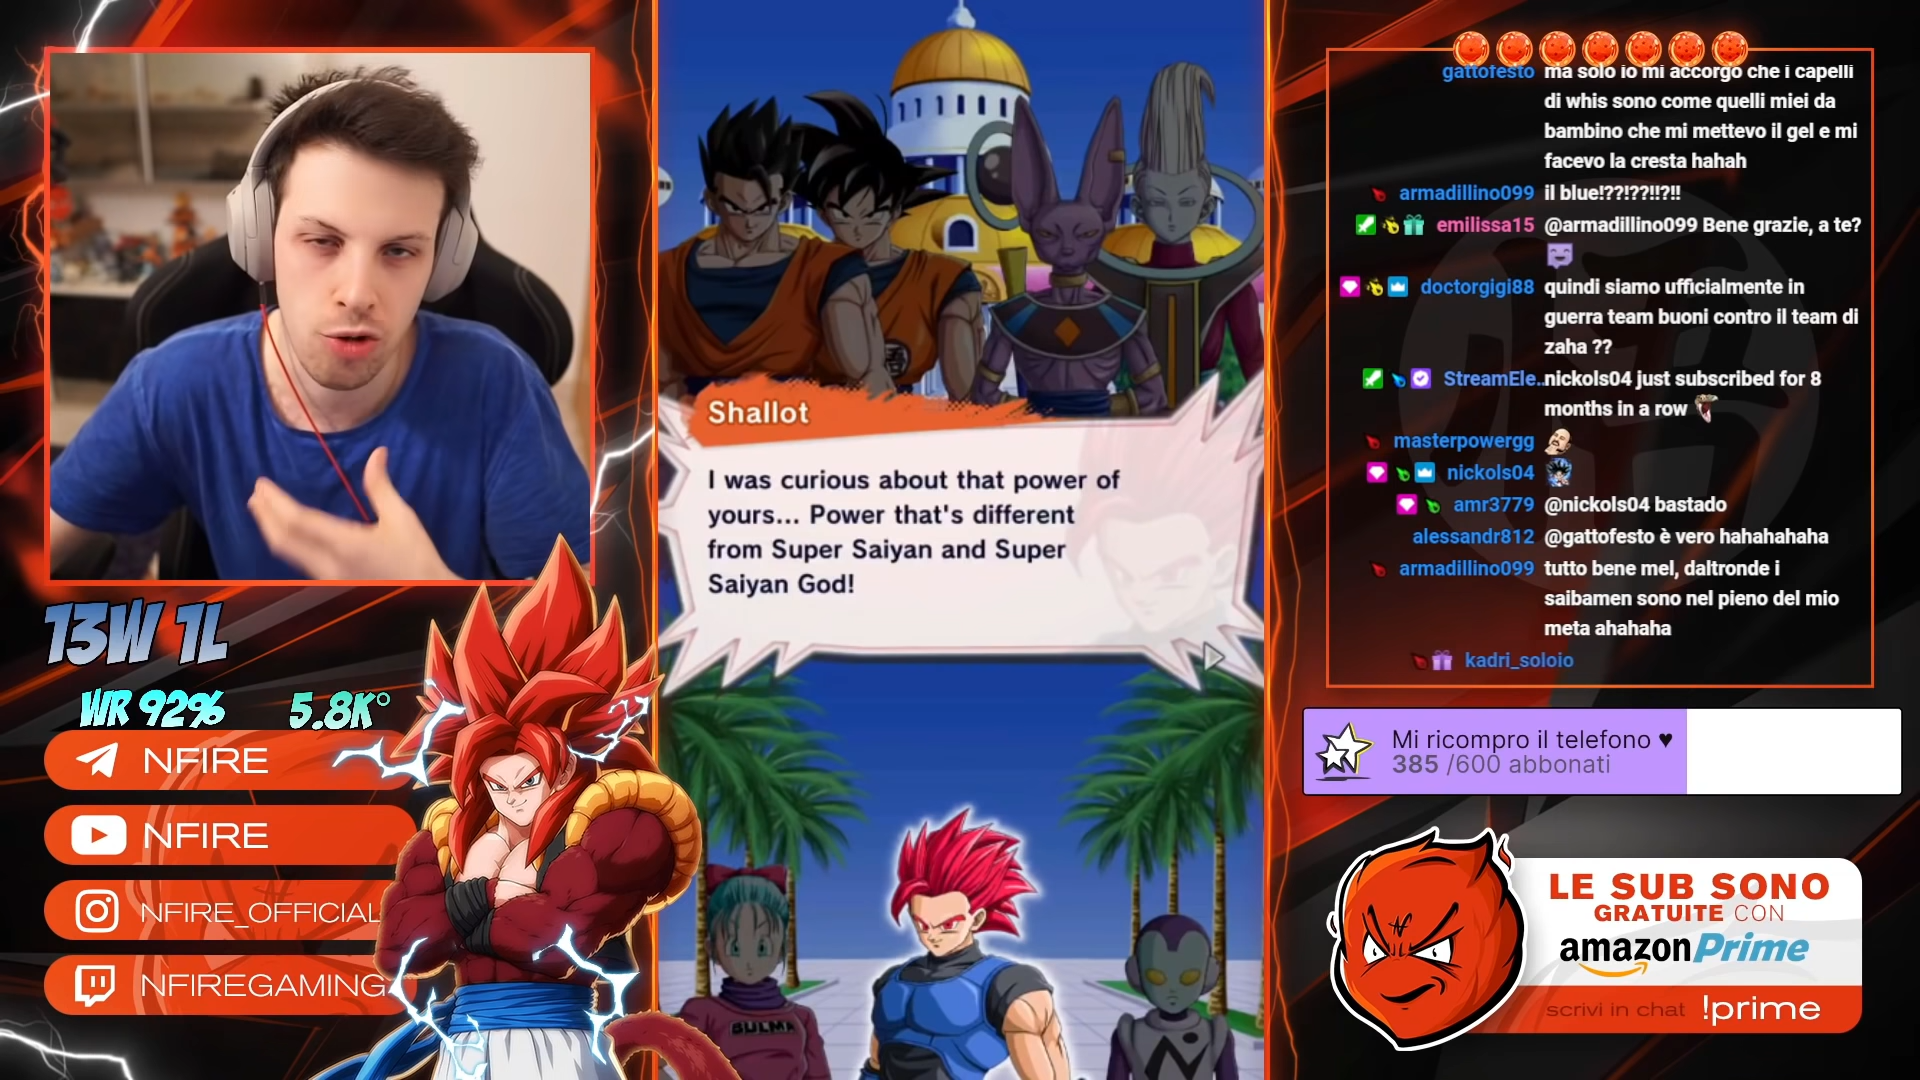 13W 1L
WR 92%
5.8K°
NFIRE
NFIRE
NFIRE_OFFICIAL
NFIREGAMING
Shallot
I was curious about that power of
yours... Power that's different
from Super Saiyan and Super
Saiyan God!
BULMA
gattofesto ma solo io mi accorgo che i capelli
di whis sono come quelli miei da
bambino che mi mettevo il gel e mi
facevo la cresta hahah
armadillino099 il blue!??!??!!?!!
emilissa15 @armadillino099 Bene grazie, a te?
doctorgigi88 quindi siamo ufficialmente in
guerra team buoni contro il team di
zaha ??
StreamEle.. nickols04 just subscribed for 8
months in a row
masterpowergg
nickols04
amr3779 @nickols04 bastado
alessandr812 @gattofesto è vero hahahahaha
armadillino099 tutto bene mel, daltronde i
saibamen sono nel pieno del mio
meta ahahaha
kadri_soloio
Mi ricompro il telefono ♥
385 /600 abbonati
LE SUB SONO
GRATUITE CON
amazonPrime
scrivi in chat !prime